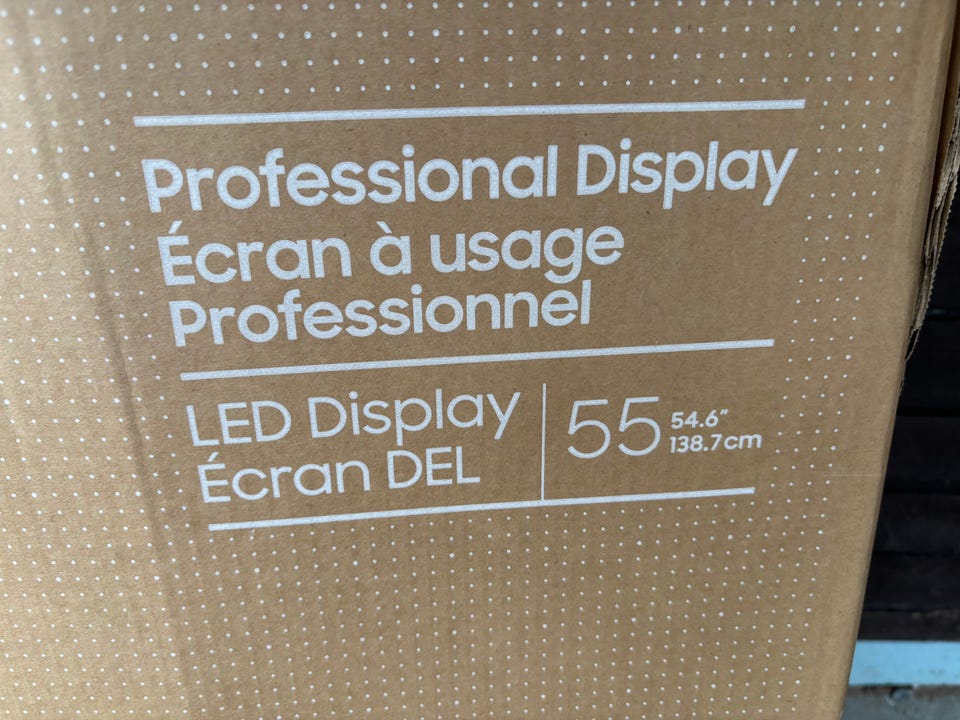 Professional Display
Écran à usage
Professionnel
LED Display
Écran DEL
55
54.6"
138.7cm